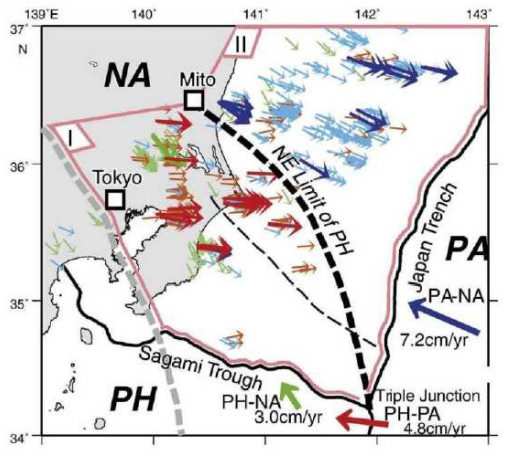 139°E 140° 141° 142° 143°
37°
N
II
NA
Mito
I
36°
Tokyo
NE Limit of PH
Japan Trench
PA
35°
PA-NA
7.2cm/yr
Sagami Trough
PH
PH-NA
3.0cm/yr
Triple Junction
PH-PA
4.8cm/yr
34°